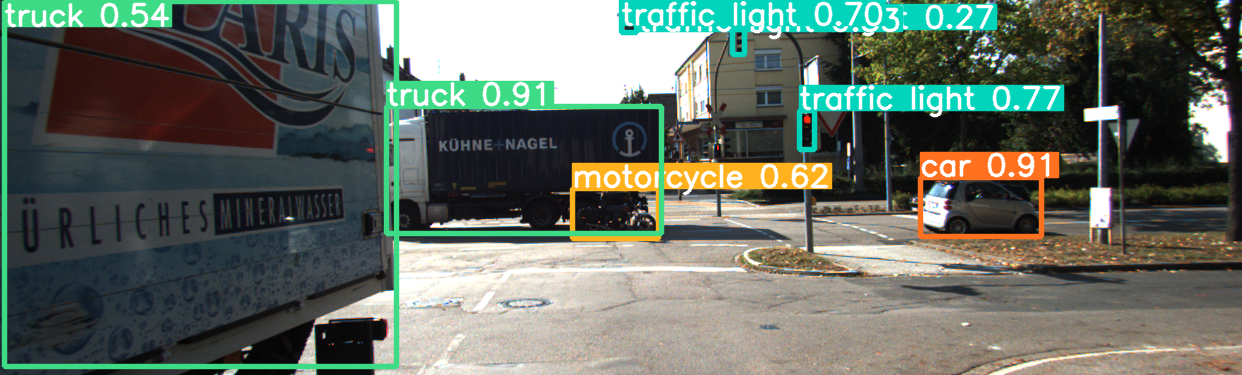 truck 0.54
ARIS
ÜRLICHES MINERALWASSER
truck 0.91
KÜHNE+NAGEL
motorcycle 0.62
traffic light 0.70
0.27
traffic light 0.77
car 0.91